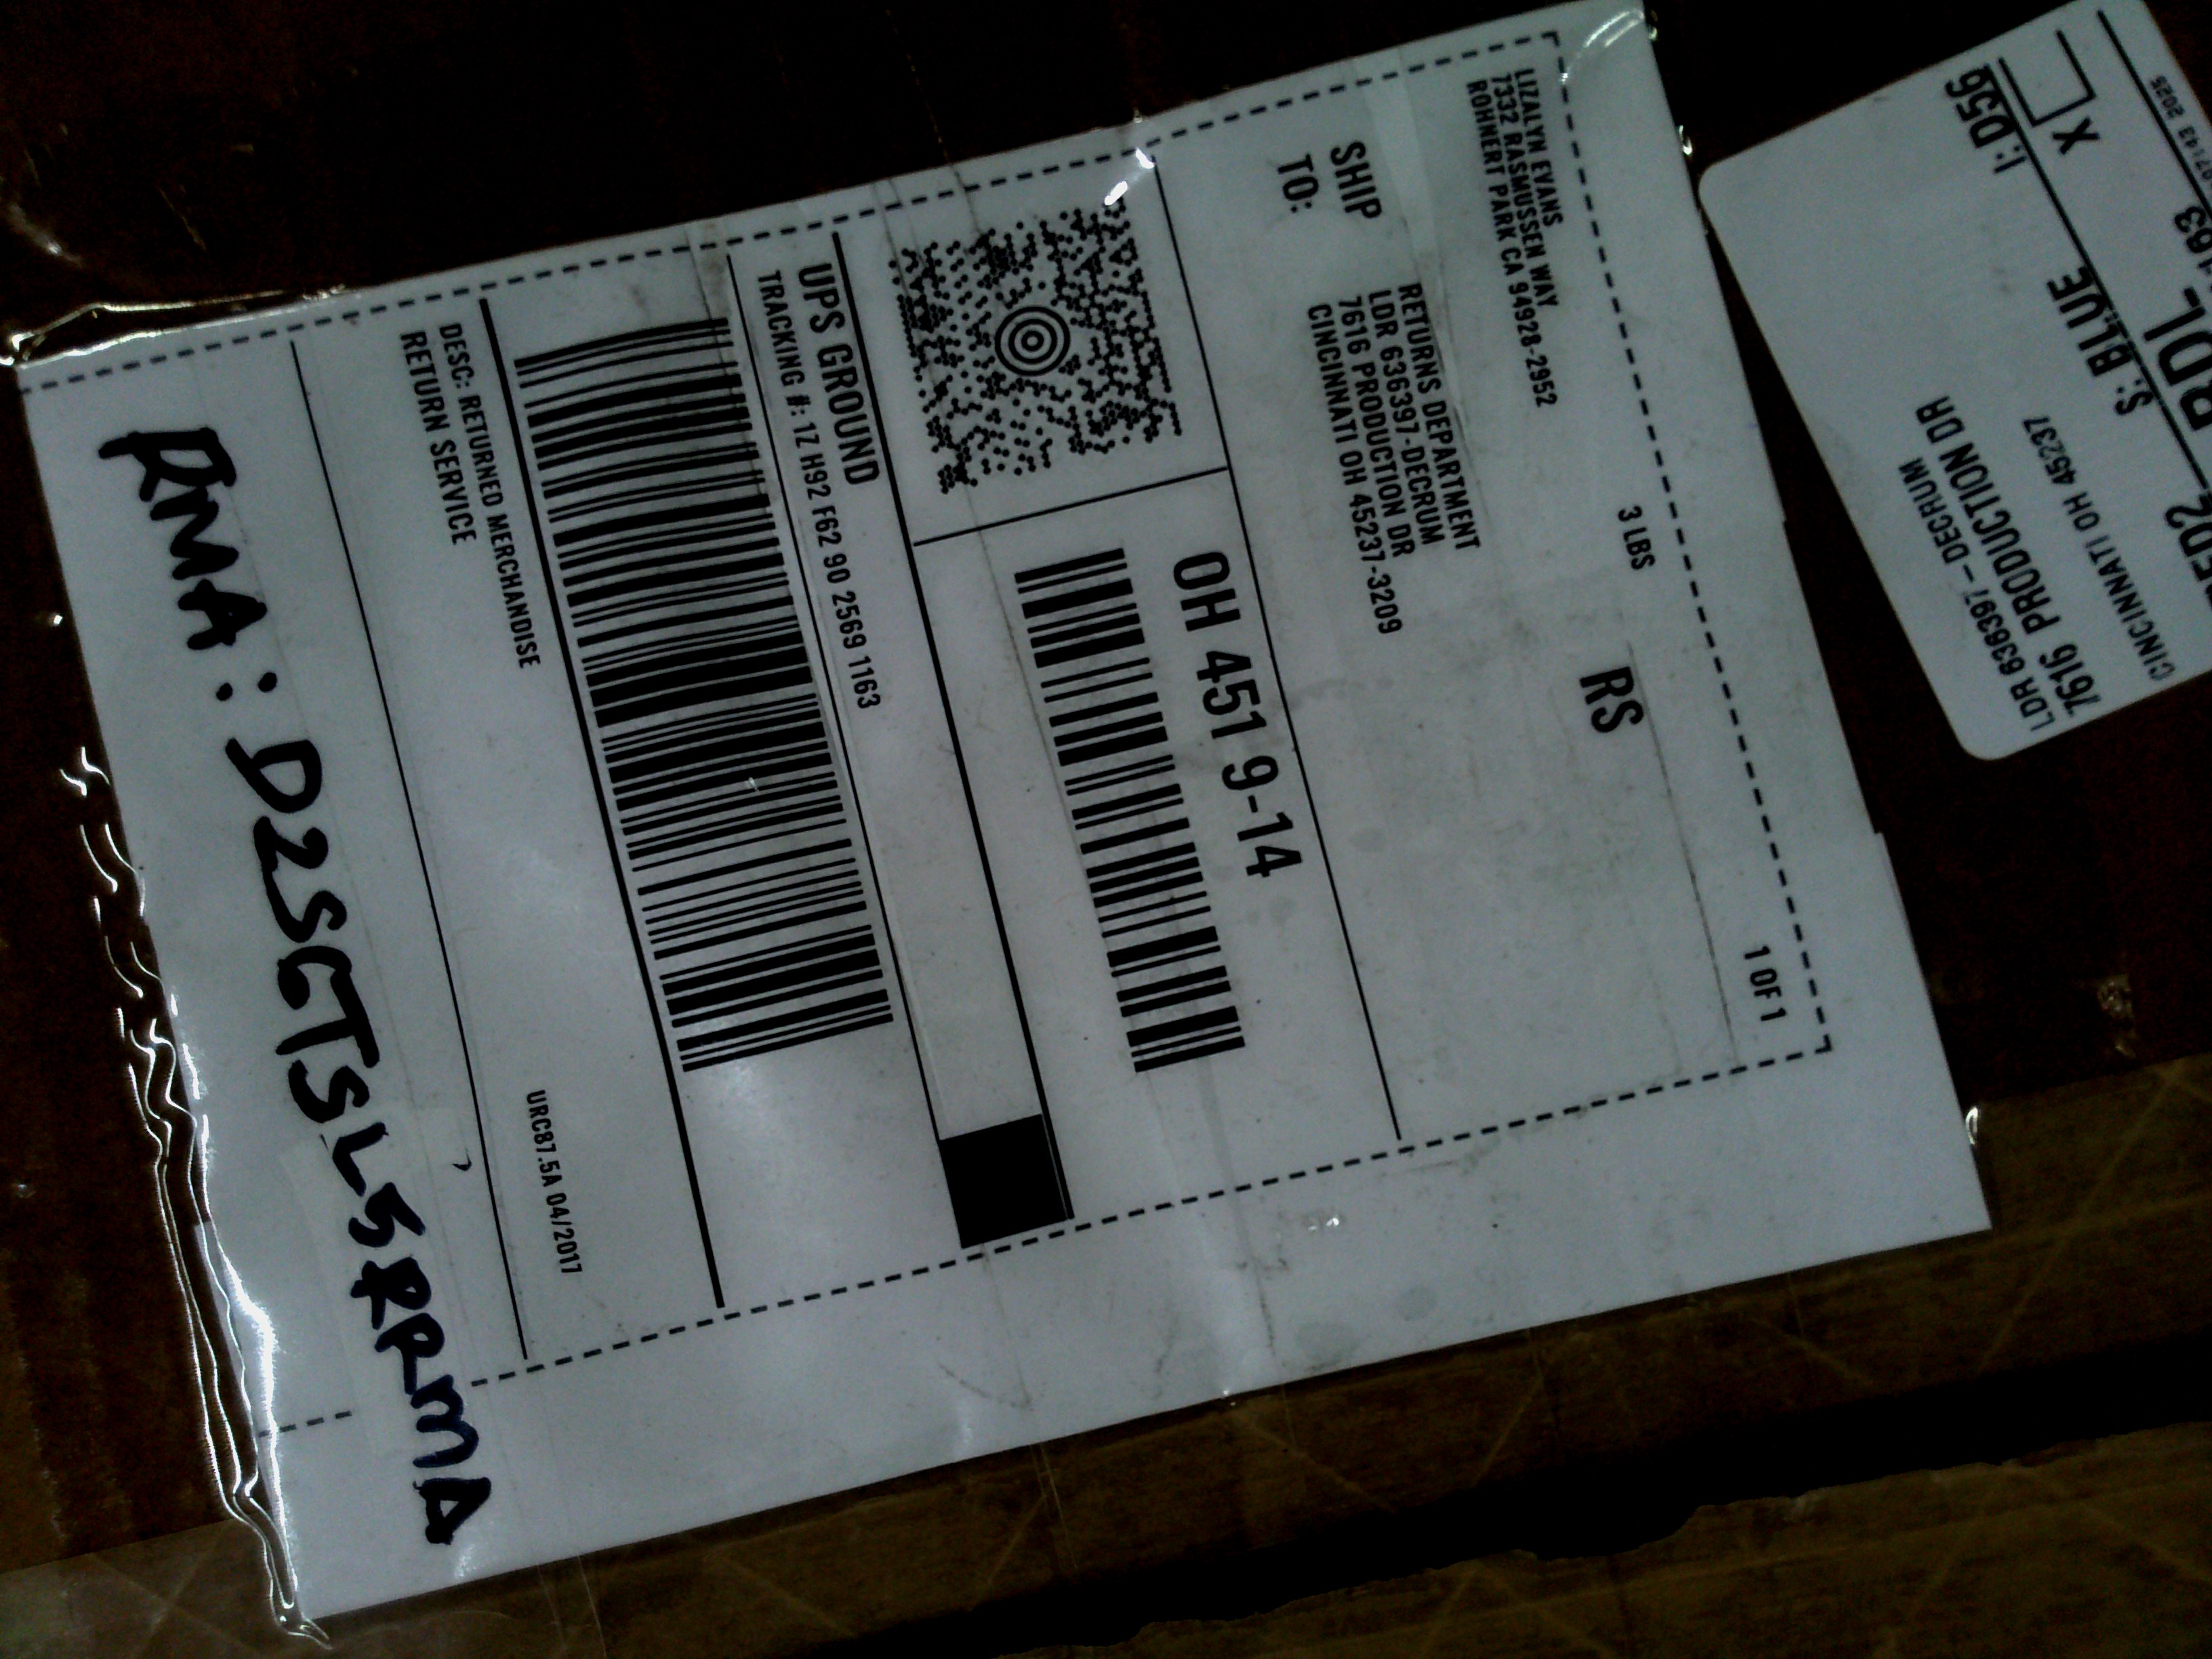 LIZALYN EVANS
7332 RASMUSSEN WAY
ROHNERT PARK CA 94928-2952
3 LBS
1 OF 1
RS
SHIP
TO:
RETURNS DEPARTMENT
LDR 636397-DECRUM
7616 PRODUCTION DR
CINCINNATI OH 45237-3209
OH 451 9-14
UPS GROUND
TRACKING #: 1Z H92 F62 90 2569 1163
DESC: RETURNED MERCHANDISE
RETURN SERVICE
URC87.5A 04/2017
RMA: D2SGTSL5RRMA
LDR 636397 - DECRUM
7616 PRODUCTION DR
CINCINNATI OH 45237
S: BLUE
I: D56
X
2025